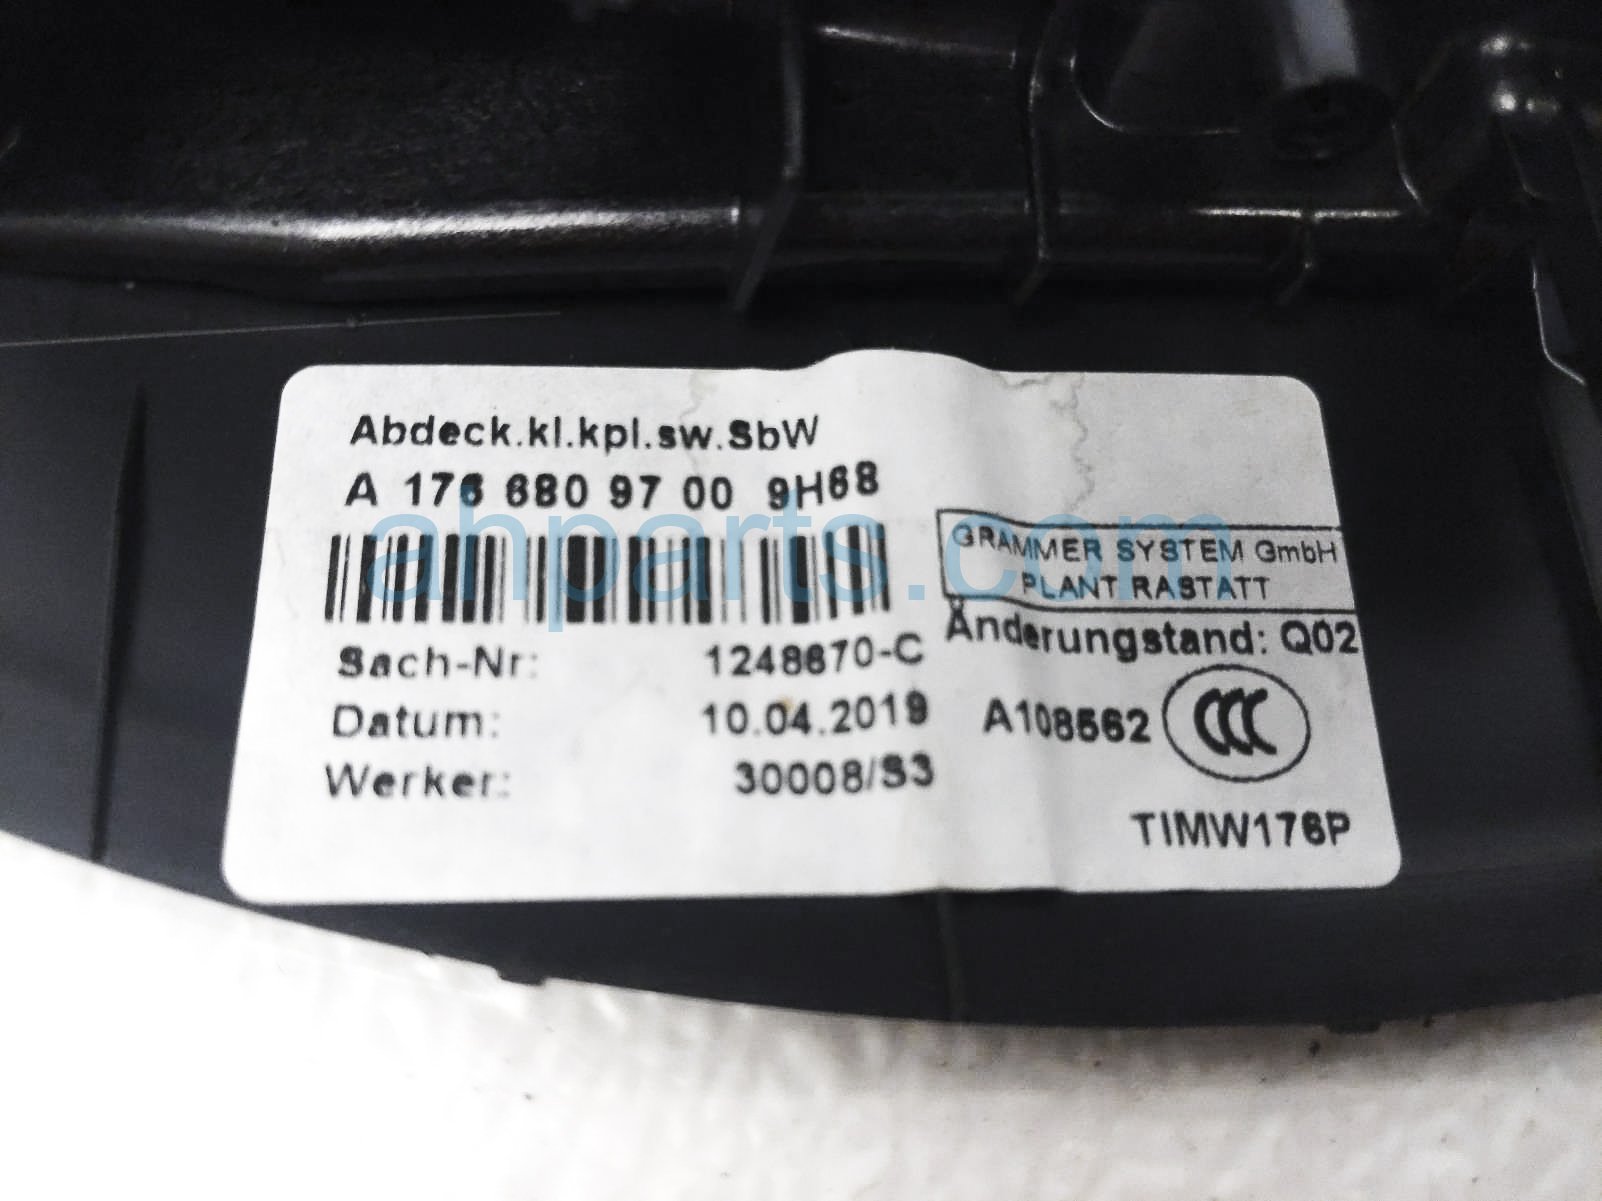 Abdeck.kl.kpl.sw.SbW
A 176 680 97 00 9H68
ahparts.com
GRAMMER SYSTEM GmbH
PLANT RASTATT
Änderungstand: Q02
Sach-Nr: 1248670-C
Datum: 10.04.2019
A108562
CCC
Werker: 30008/S3
TIMW176P